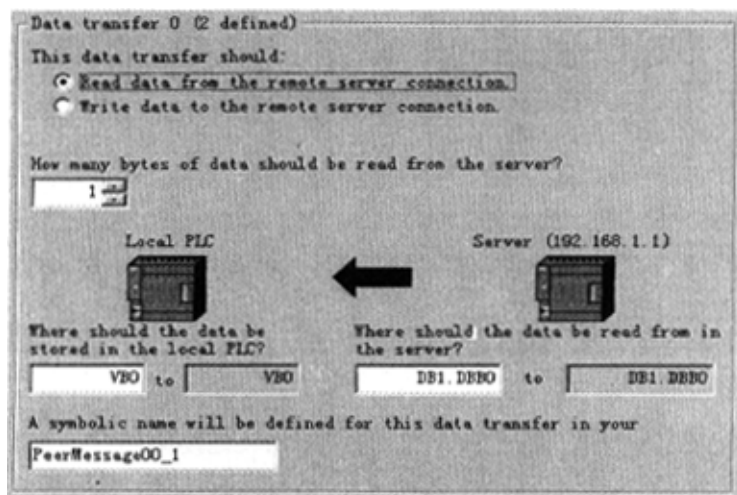 Data transfer 0 (2 defined)
This data transfer should:
Read data from the remote server connection.
Write data to the remote server connection.
How many bytes of data should be read from the server?
1
Local PLC
Server (192.168.1.1)
Where should the data be
stored in the local PLC?
VB0 to VB0
Where should the data be read from in
the server?
DB1.DBB0 to DB1.DBB0
A symbolic name will be defined for this data transfer in your
PeerMessage00_1